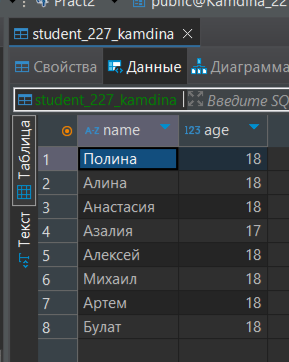 Pract2
public@Kamdina_22
student_227_kamdina
Свойства Данные Диаграмма
student_227_kamdina Введите SQ
Таблица
Текст
A-Z name 123 age
1 Полина 18
2 Алина 18
3 Анастасия 18
4 Азалия 17
5 Алексей 18
6 Михаил 18
7 Артем 18
8 Булат 18